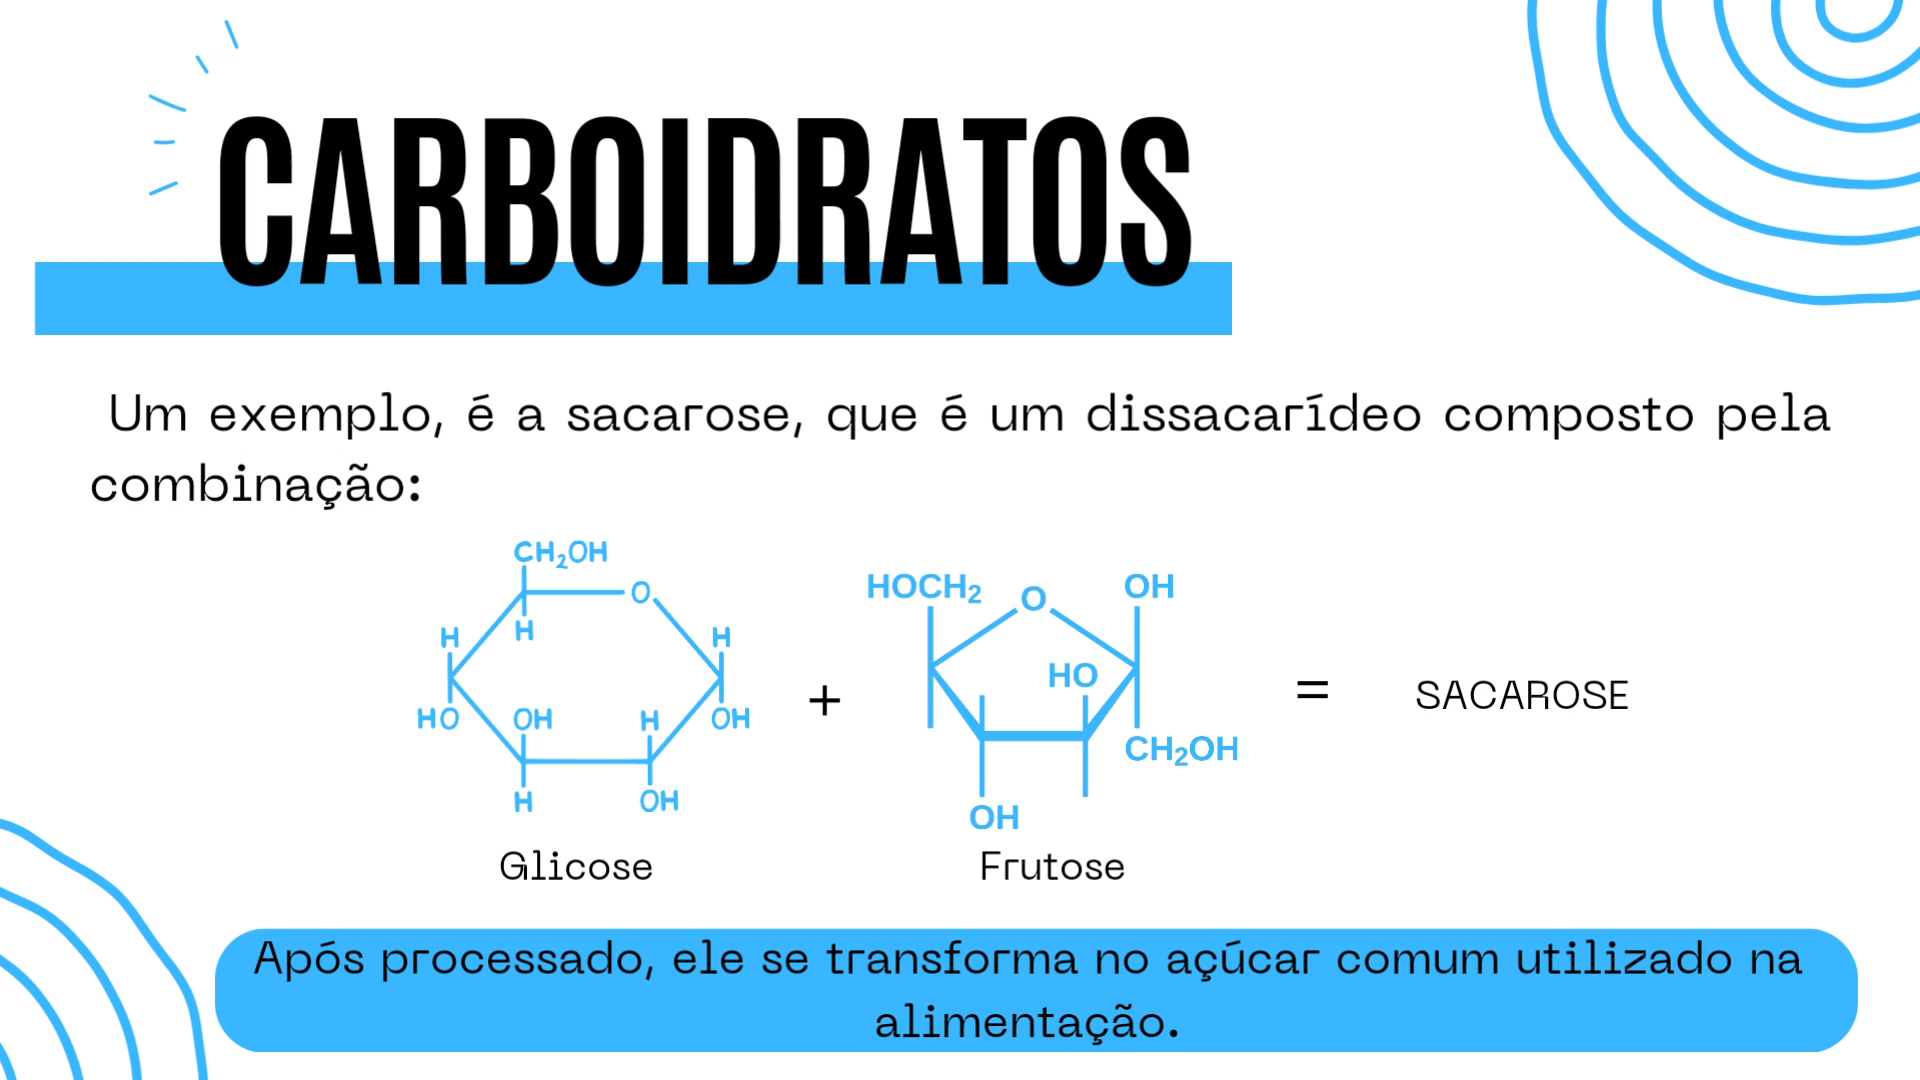 CARBOIDRATOS
Um exemplo, é a sacarose, que é um dissacarídeo composto pela
combinação:
CH₂OH
O
H
H
H
HO
OH
H
OH
H
OH
Glicose
+
HOCH₂
O
OH
HO
CH₂OH
OH
Frutose
=
SACAROSE
Após processado, ele se transforma no açúcar comum utilizado na
alimentação.